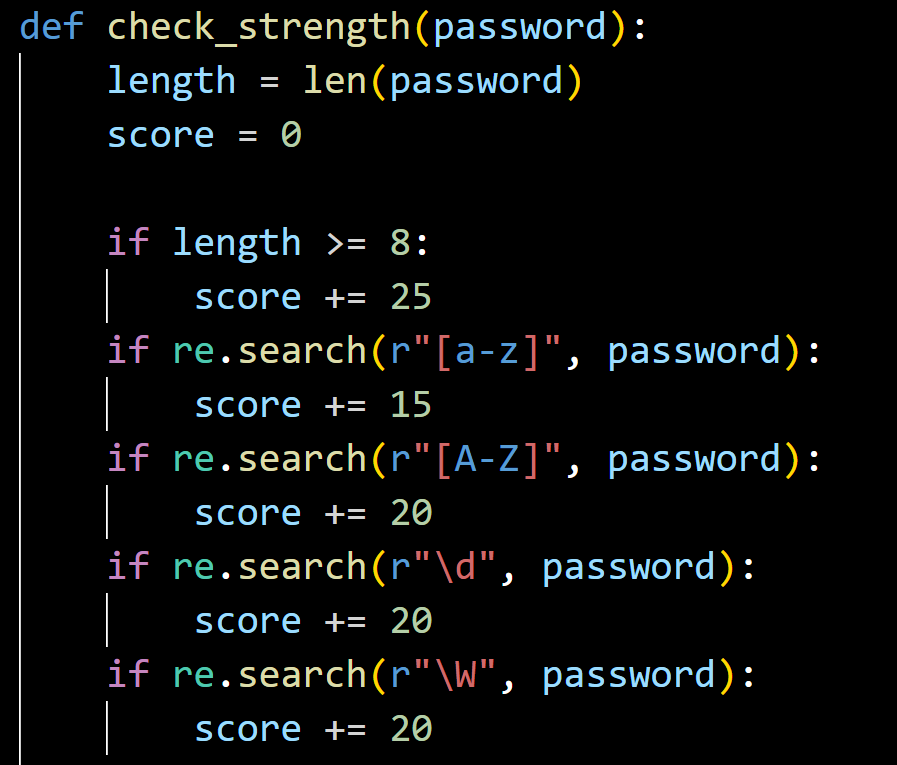 def check_strength(password):
    length = len(password)
    score = 0

    if length >= 8:
        score += 25
    if re.search(r"[a-z]", password):
        score += 15
    if re.search(r"[A-Z]", password):
        score += 20
    if re.search(r"\d", password):
        score += 20
    if re.search(r"\W", password):
        score += 20